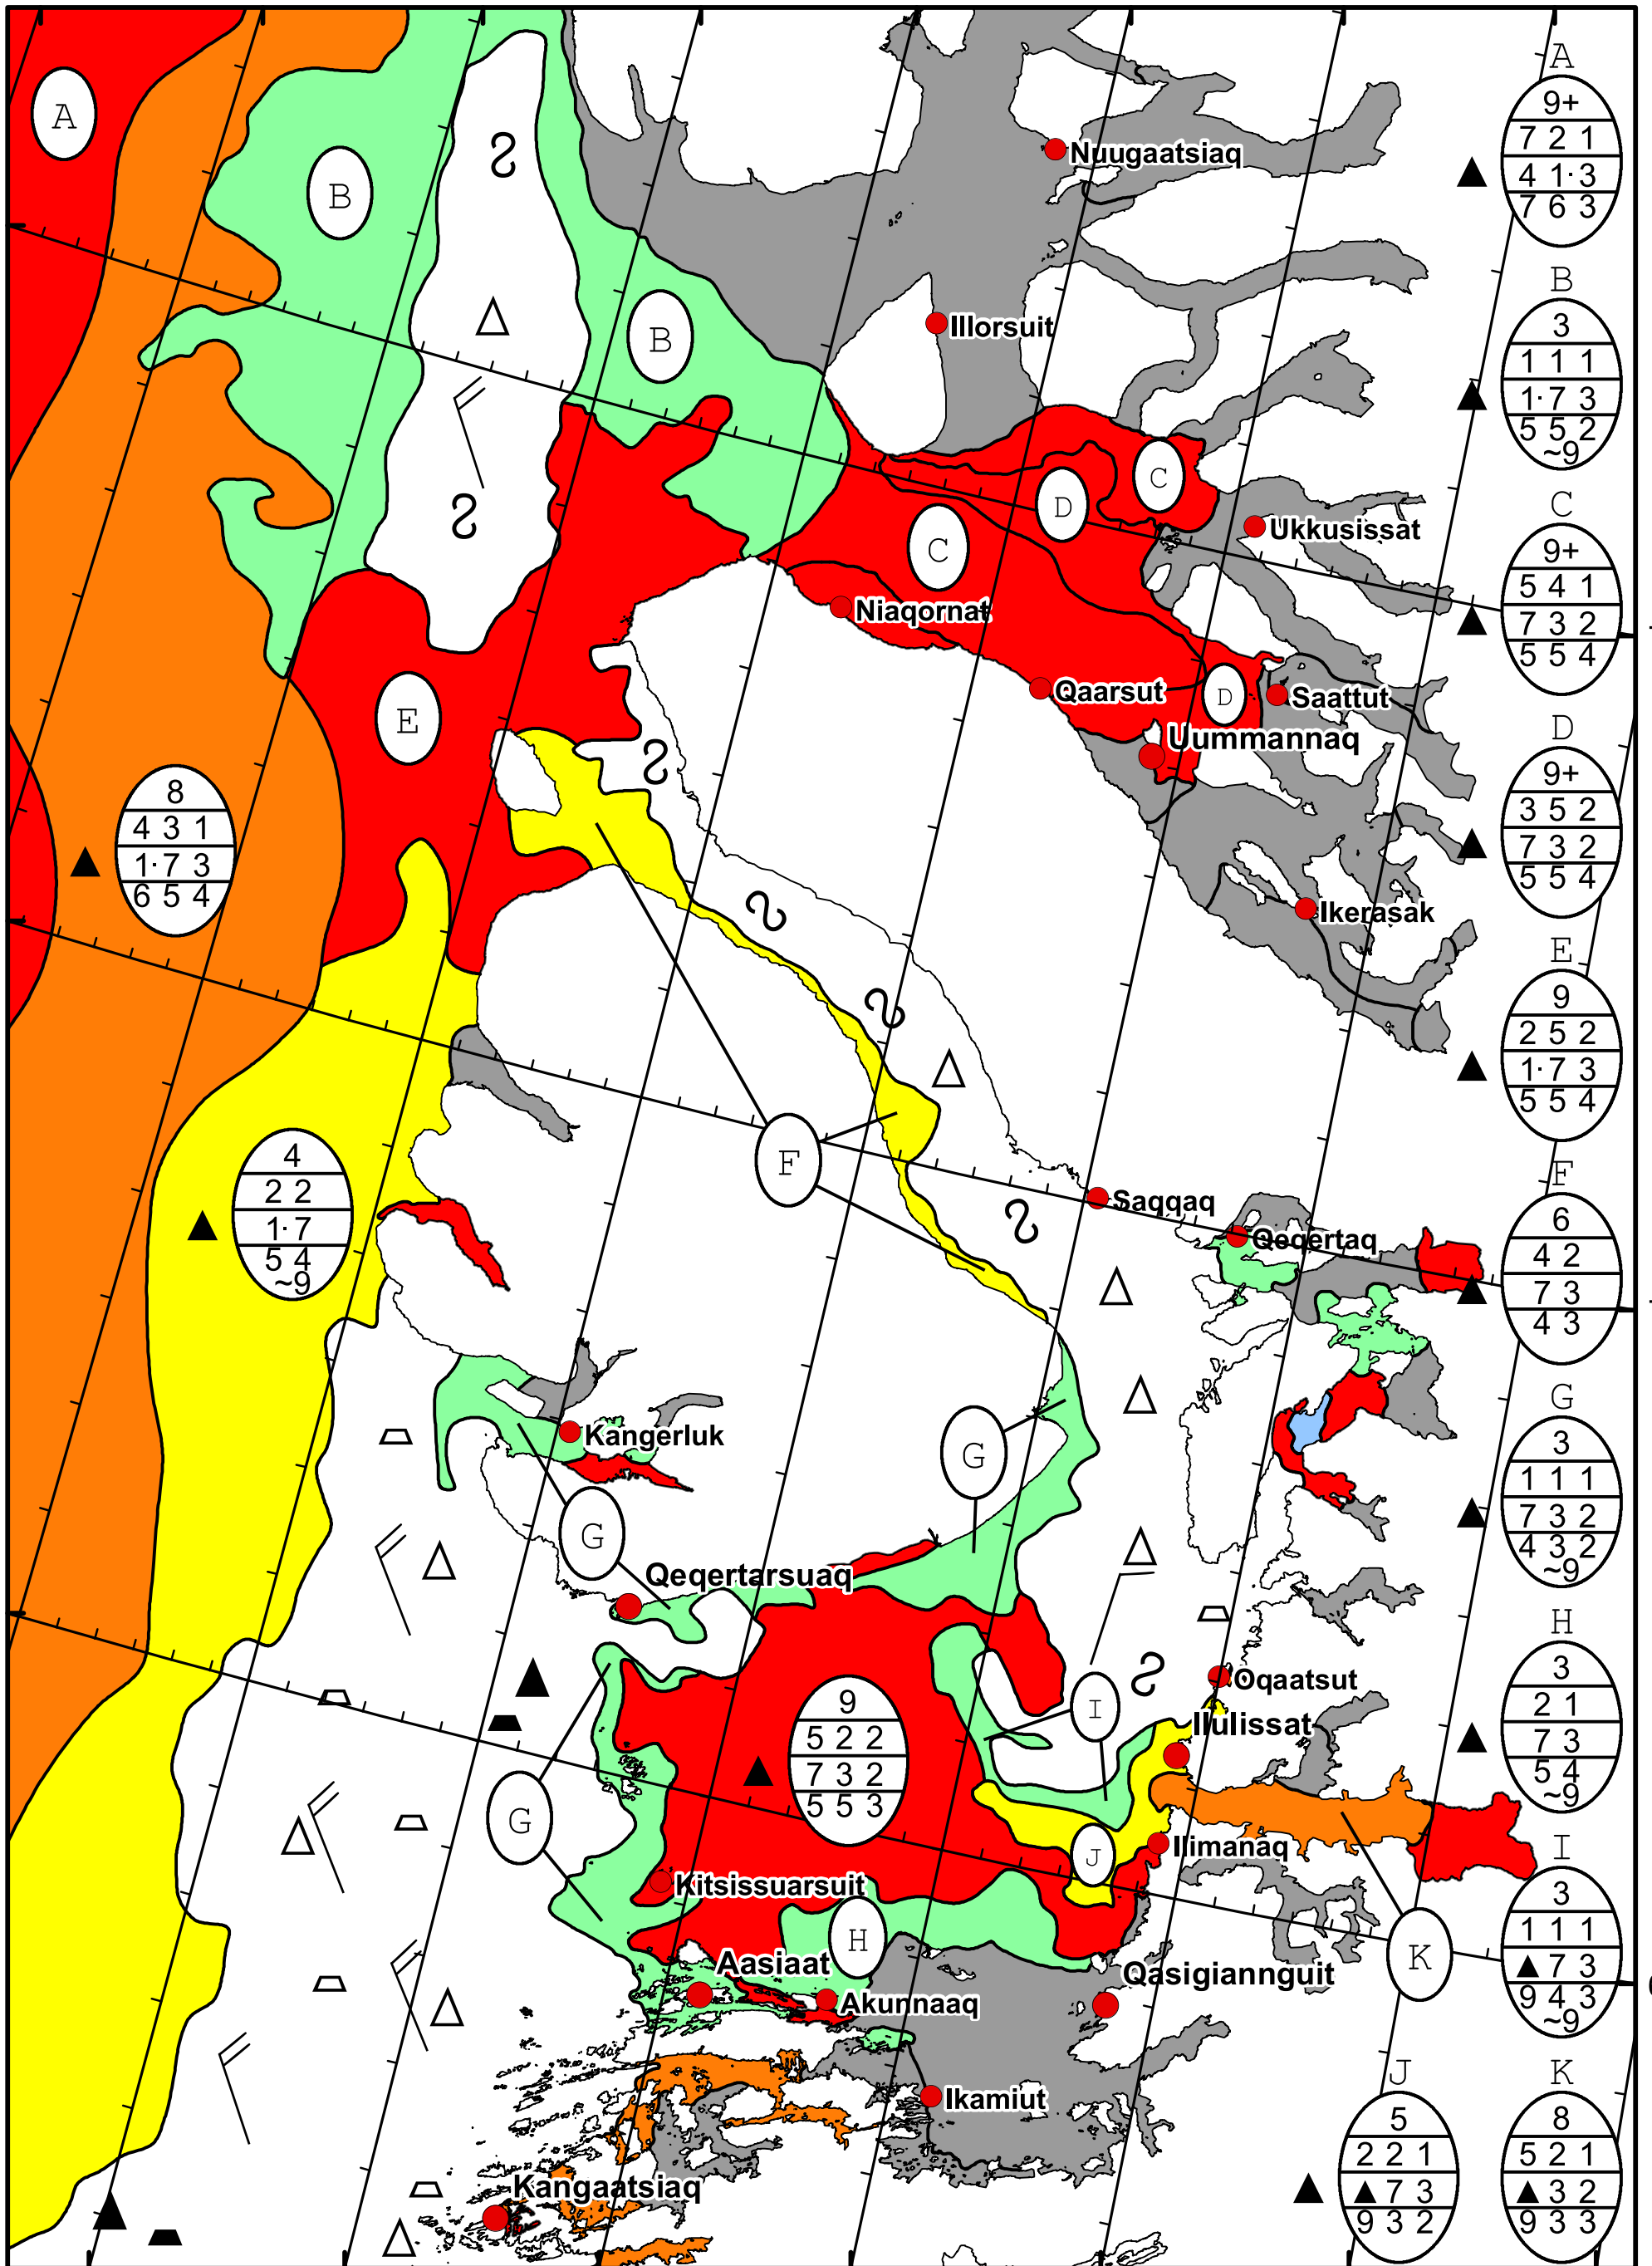 A
9+
7 2 1
4 1· 3
7 6 3
B
3
1 1 1
1· 7 3
5 5 2
~9
C
9+
5 4 1
7 3 2
5 5 4
D
9+
3 5 2
7 3 2
5 5 4
E
9
2 5 2
1· 7 3
5 5 4
F
6
4 2
7 3
4 3
G
3
1 1 1
7 3 2
4 3 2
~9
H
3
2 1
7 3
5 4
~9
I
3
1 1 1
▲ 7 3
9 4 3
~9
J
5
2 2 1
▲ 7 3
9 3 2
K
8
5 2 1
▲ 3 2
9 3 3
A
B
Nuugaatsiaq
Illorsuit
B
C
D
C
Ukkusissat
Niaqornat
Qaarsut
D
Saattut
Uummannaq
E
8
4 3 1
1· 7 3
6 5 4
Ikerasak
4
2 2
1· 7
5 4
~9
F
Saqqaq
Qeqertaq
Kangerluk
G
G
Qeqertarsuaq
Oqaatsut
I
Ilulissat
9
5 2 2
7 3 2
5 5 3
G
J
Ilimanaq
Kitsissuarsuit
H
K
Aasiaat
Qasigiannguit
Akunnaaq
Ikamiut
Kangaatsiaq